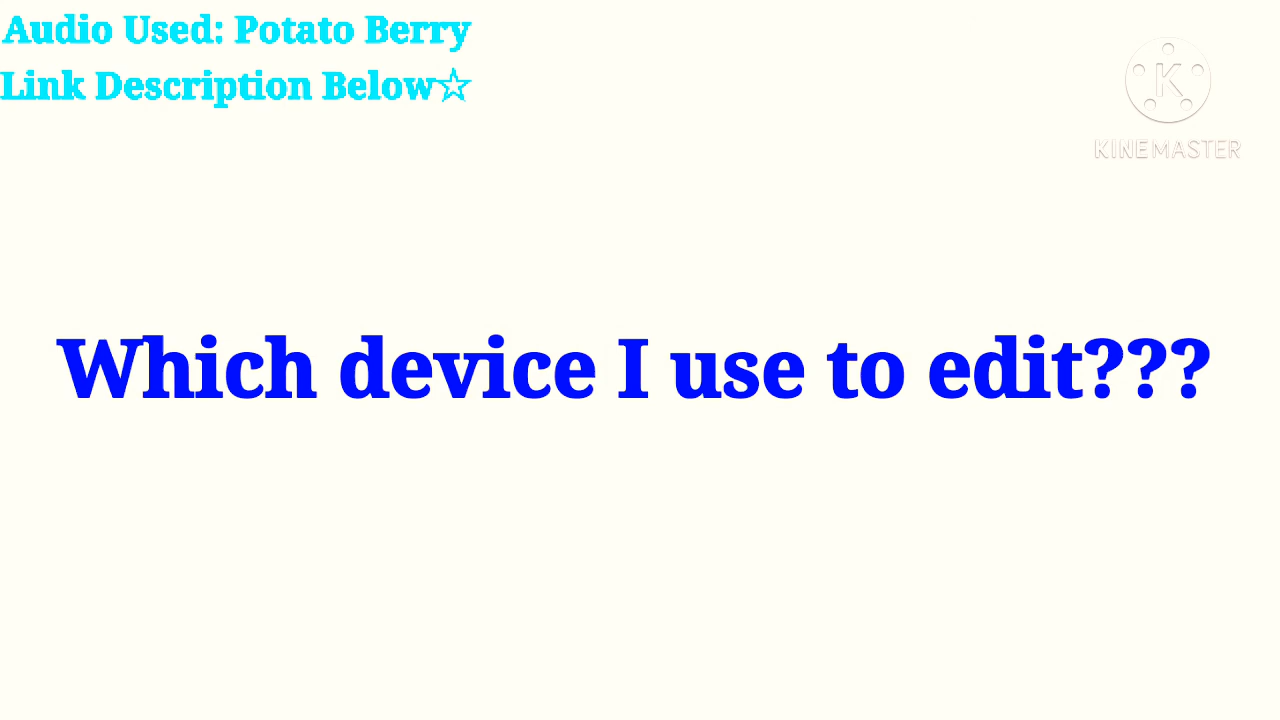 Audio Used: Potato Berry
Link Description Below☆
K
KINEMASTER
Which device I use to edit???